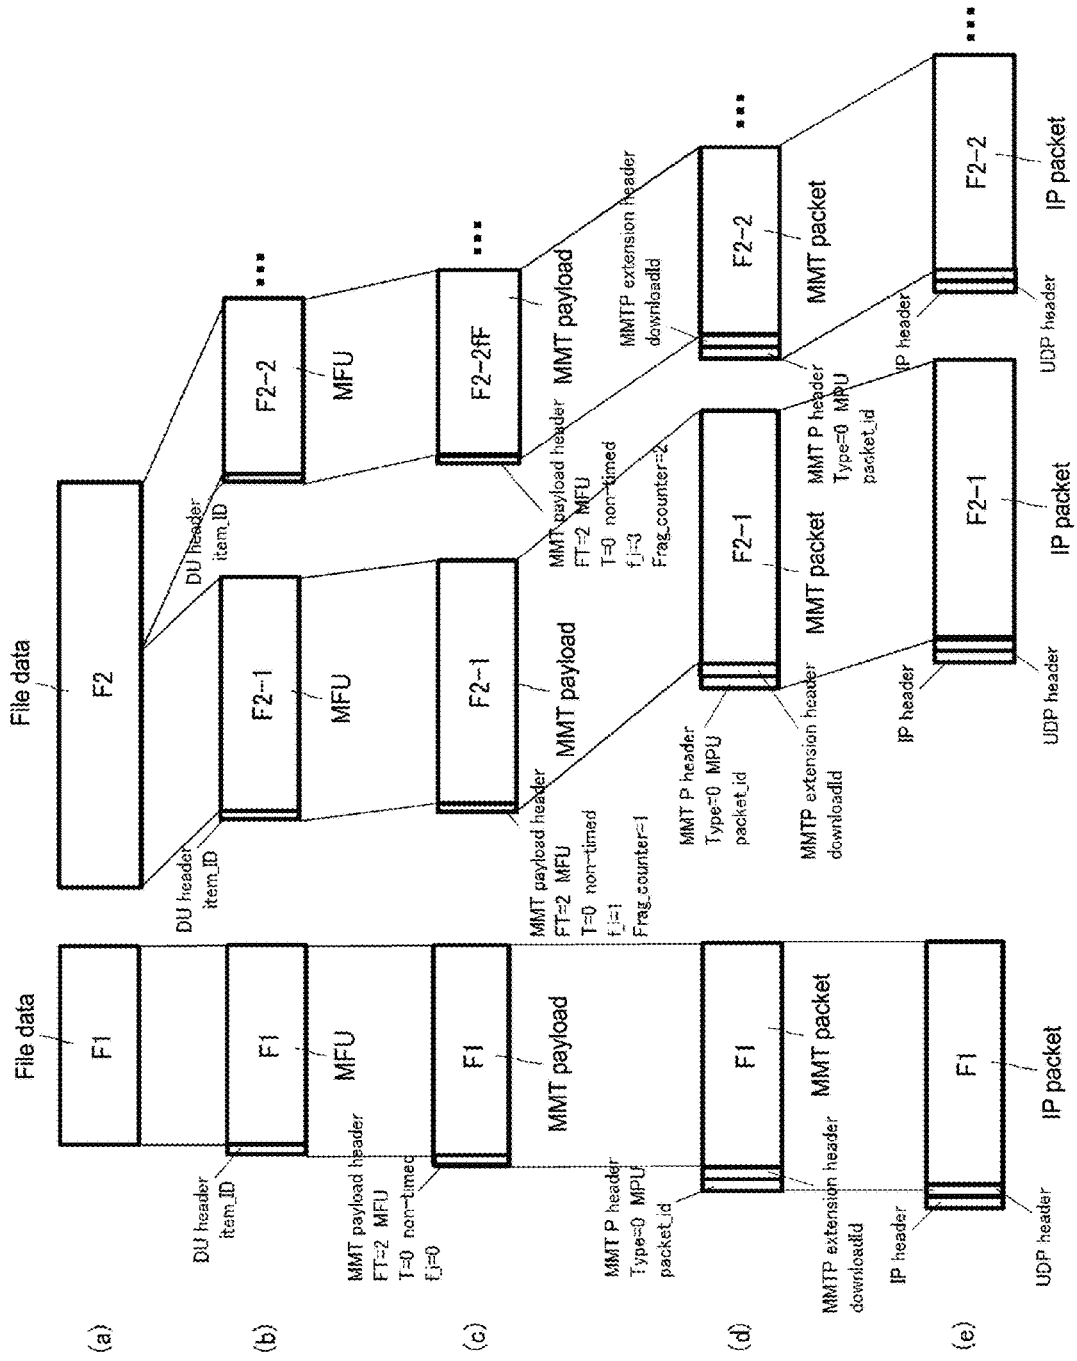 (a)
File data
F1
File data
F2
(b)
DU header
item_ID
F1
MFU
DU header
item_ID
F2-1
MFU
DU header
item_ID
F2-2
MFU
(c)
MMT payload header
FT=2 MFU
T=0 non-timed
f_i=0
F1
MMT payload
MMT payload header
FT=2 MFU
T=0 non-timed
f_i=1
Frag_counter=1
F2-1
MMT payload
MMT payload header
FT=2 MFU
T=0 non-timed
f_i=3
Frag_counter=2
F2-2fF
MMT payload
(d)
MMT P header
Type=0 MPU
packet_id
F1
MMT packet
MMTP extension header
downloadId
MMT P header
Type=0 MPU
packet_id
F2-1
MMT packet
MMTP extension header
downloadId
MMTP extension header
downloadId
F2-2
MMT packet
MMT P header
Type=0 MPU
packet_id
(e)
IP header
F1
UDP header
IP packet
IP header
F2-1
UDP header
IP packet
IP header
F2-2
UDP header
IP packet